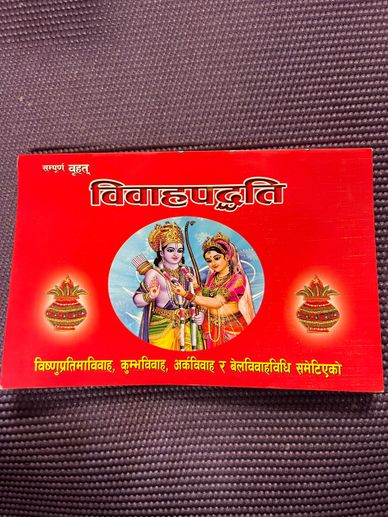 सम्पूर्ण वृहत्
विवाहपद्धति
विष्णुप्रतिमाविवाह, कुम्भविवाह, अर्कविवाह र बेलविवाहविधि समेटिएको